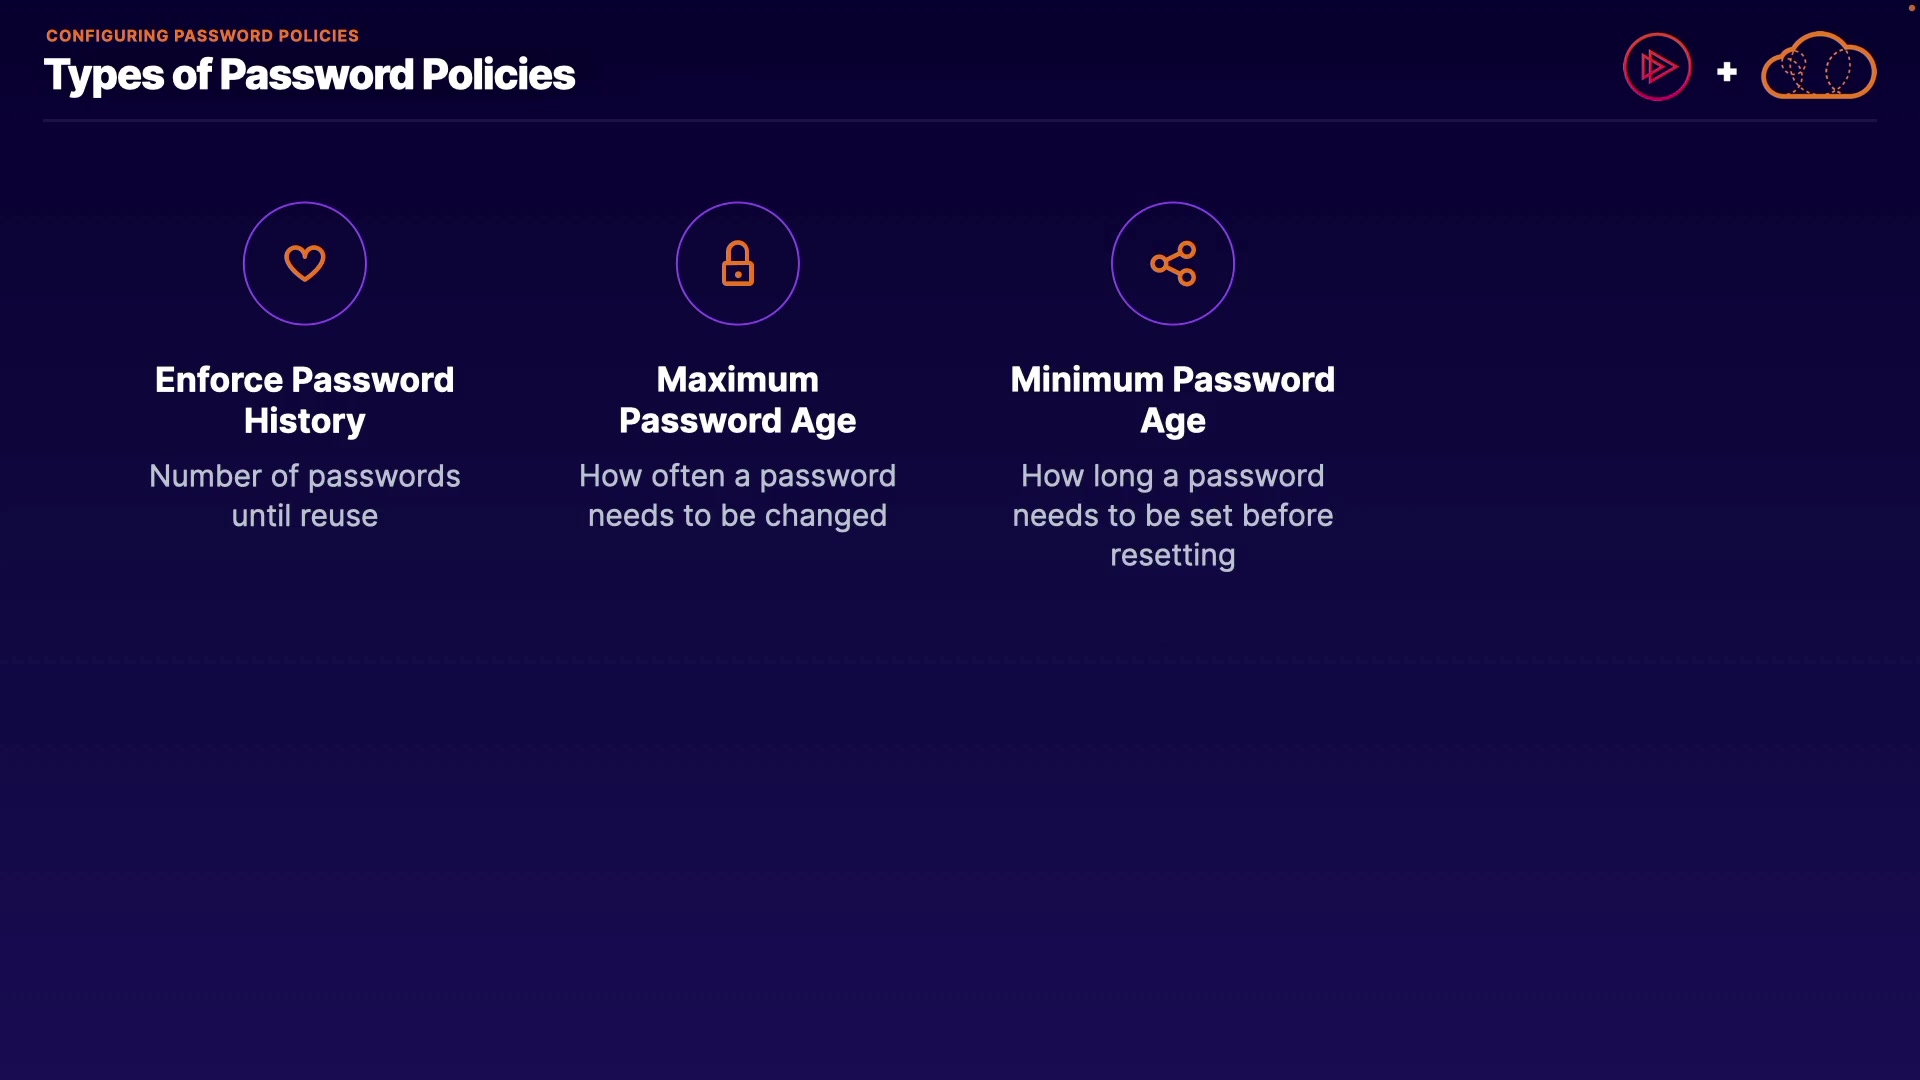 CONFIGURING PASSWORD POLICIES
Types of Password Policies
+
Enforce Password
History
Number of passwords
until reuse
Maximum
Password Age
How often a password
needs to be changed
Minimum Password
Age
How long a password
needs to be set before
resetting